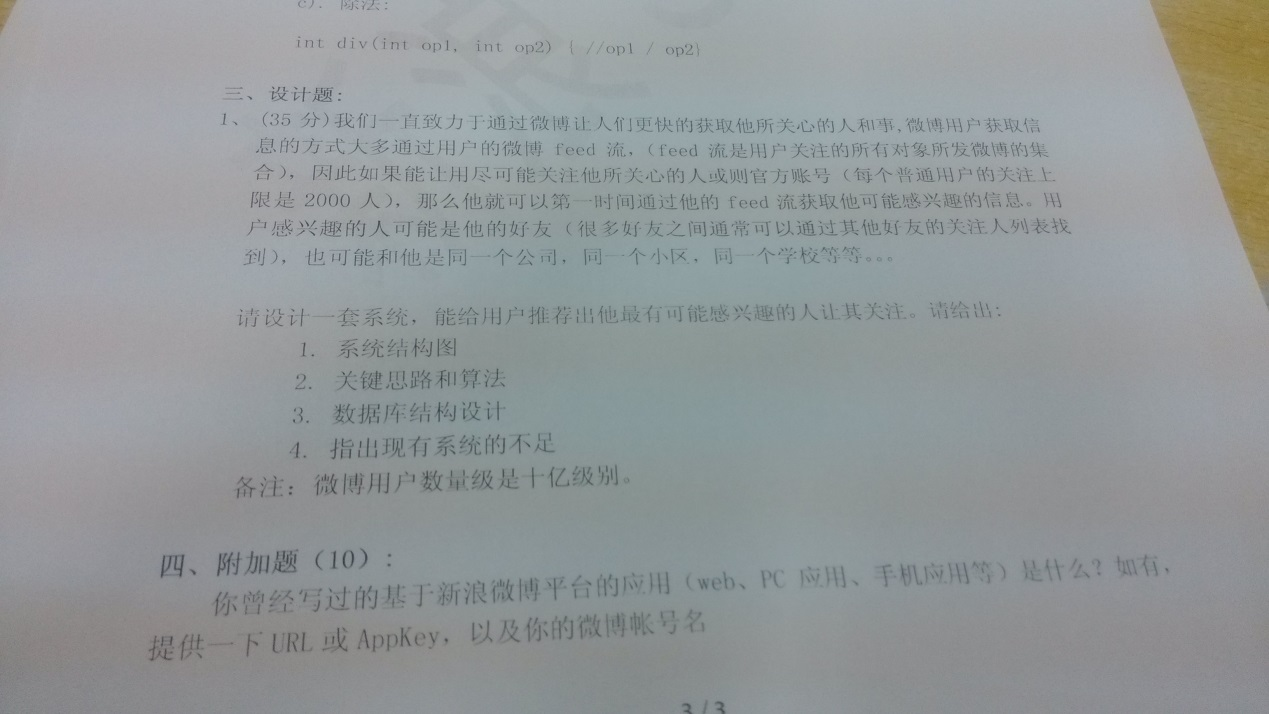 c). 除法:
int div(int op1, int op2) { //op1 / op2}
三、设计题:
1、(35 分)我们一直致力于通过微博让人们更快的获取他所关心的人和事,微博用户获取信
息的方式大多通过用户的微博 feed 流,(feed 流是用户关注的所有对象所发微博的集
合),因此如果能让用尽可能关注他所关心的人或则官方账号(每个普通用户的关注上
限是 2000 人),那么他就可以第一时间通过他的 feed 流获取他可能感兴趣的信息。用
户感兴趣的人可能是他的好友(很多好友之间通常可以通过其他好友的关注人列表找
到),也可能和他是同一个公司,同一个小区,同一个学校等等。。。
请设计一套系统,能给用户推荐出他最有可能感兴趣的人让其关注。请给出:
1. 系统结构图
2. 关键思路和算法
3. 数据库结构设计
4. 指出现有系统的不足
备注:微博用户数量级是十亿级别。
四、附加题(10):
你曾经写过的基于新浪微博平台的应用(web、PC 应用、手机应用等)是什么?如有,
提供一下 URL 或 AppKey,以及你的微博帐号名
3/3